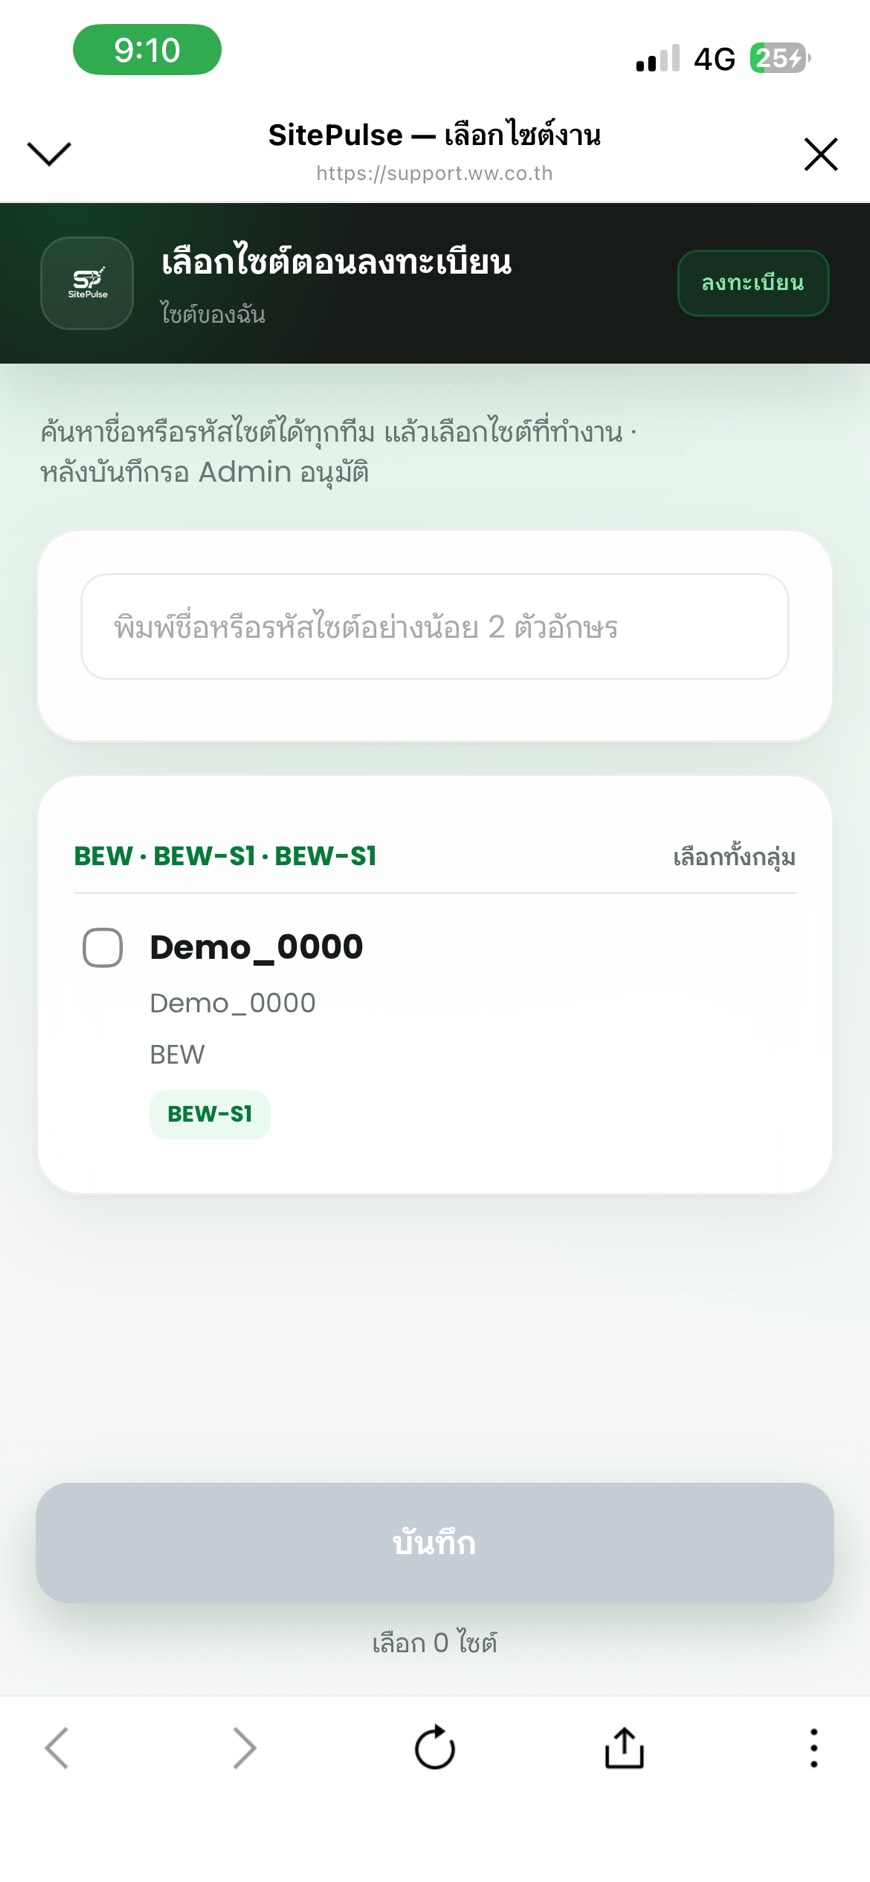 9:10
4G
25
SitePulse — เลือกไซต์งาน
https://support.ww.co.th
SP
SitePulse
เลือกไซต์ตอนลงทะเบียน
ไซต์ของฉัน
ลงทะเบียน
ค้นหาชื่อหรือรหัสไซต์ได้ทุกทีม แล้วเลือกไซต์ที่ทำงาน ·
หลังบันทึกรอ Admin อนุมัติ
พิมพ์ชื่อหรือรหัสไซต์อย่างน้อย 2 ตัวอักษร
BEW · BEW-S1 · BEW-S1
เลือกทั้งกลุ่ม
Demo_0000
Demo_0000
BEW
BEW-S1
บันทึก
เลือก 0 ไซต์